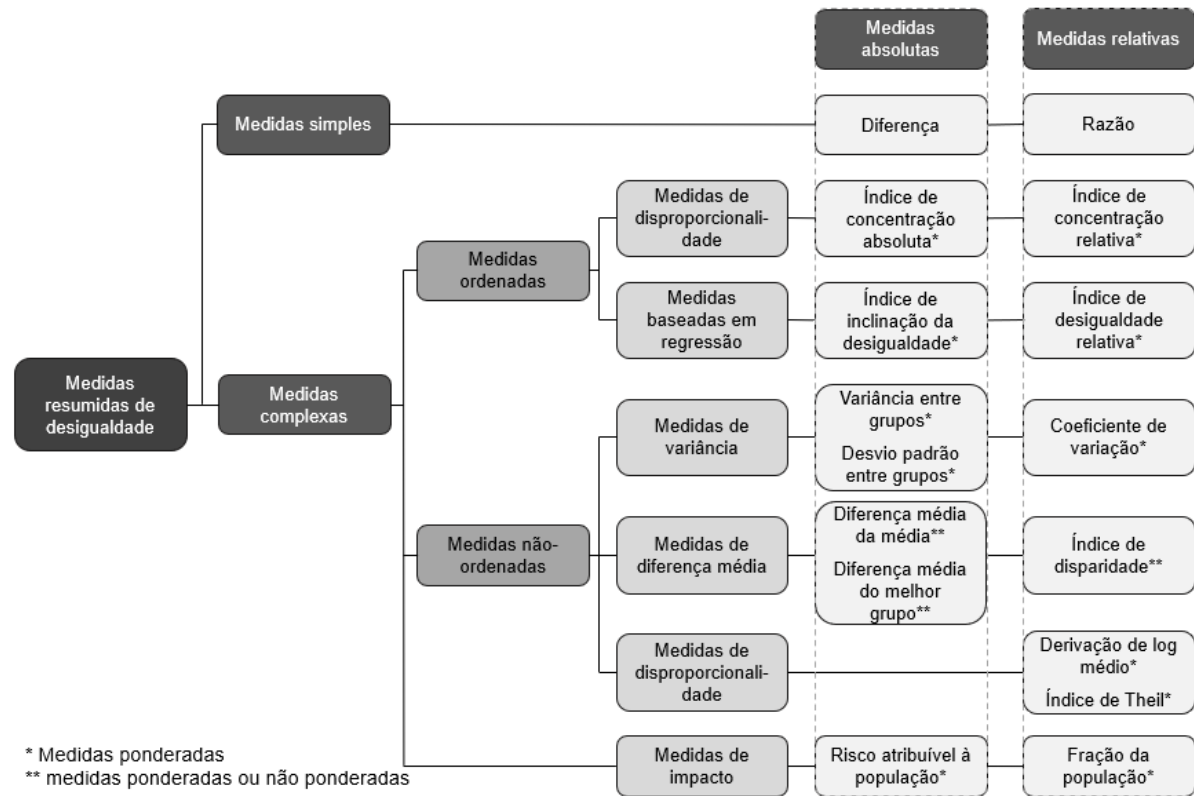 Medidas
absolutas
Medidas relativas
Medidas simples
Diferença
Razão
Medidas de
disproporcionali-
dade
Índice de
concentração
absoluta*
Índice de
concentração
relativa*
Medidas
ordenadas
Medidas
baseadas em
regressão
Índice de
inclinação da
desigualdade*
Índice de
desigualdade
relativa*
Medidas
resumidas de
desigualdade
Medidas
complexas
Medidas de
variância
Variância entre
grupos*
Desvio padrão
entre grupos*
Coeficiente de
variação*
Medidas não-
ordenadas
Medidas de
diferença média
Diferença média
da média**
Diferença média
do melhor
grupo**
Índice de
disparidade**
Medidas de
disproporcionali-
dade
Derivação de log
médio*
Índice de Theil*
Medidas de
impacto
Risco atribuível à
população*
Fração da
população*
* Medidas ponderadas
** medidas ponderadas ou não ponderadas